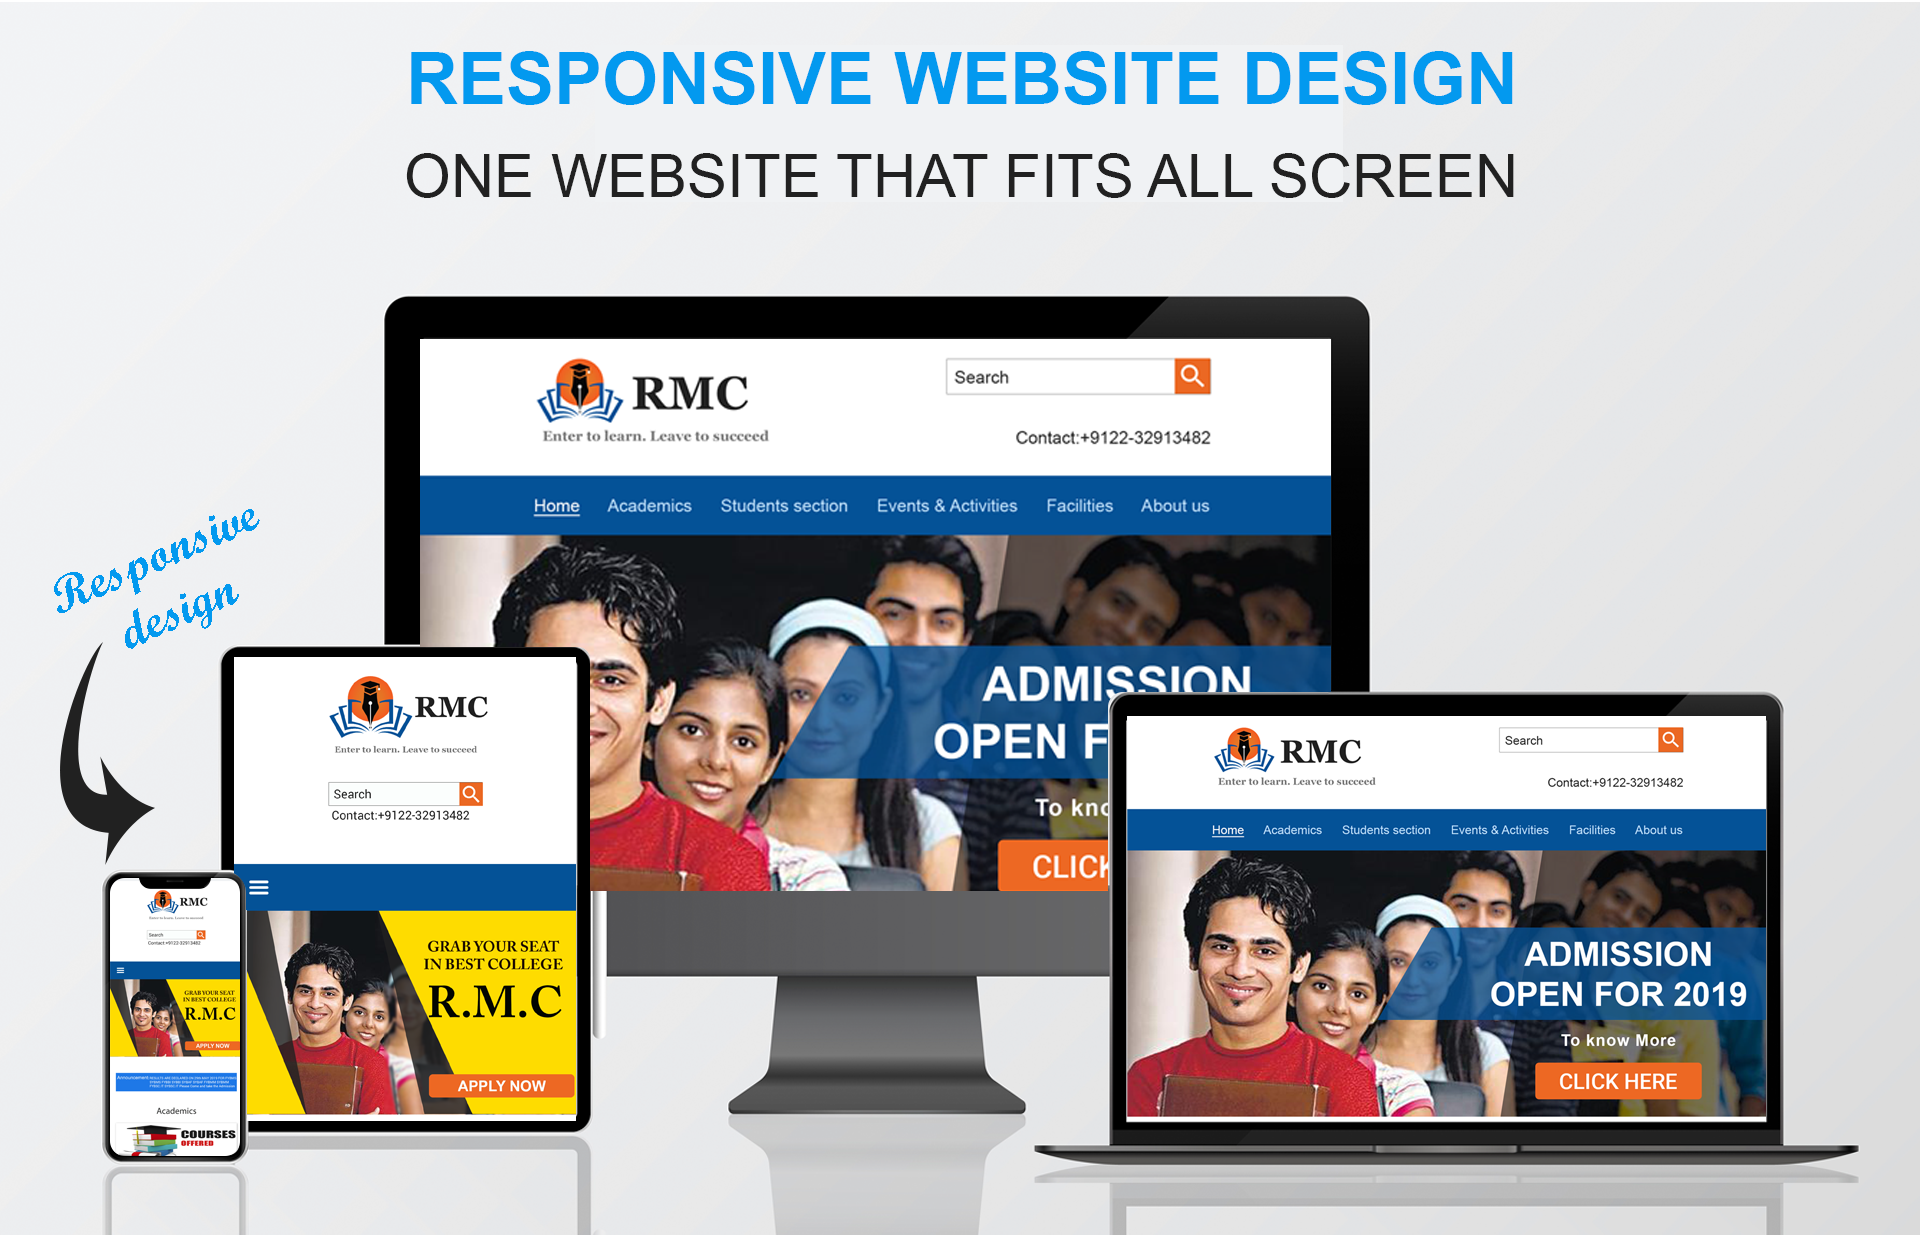 RESPONSIVE WEBSITE DESIGN
ONE WEBSITE THAT FITS ALL SCREEN
RMC
Enter to learn. Leave to succeed
Search
Contact:+9122-32913482
Home Academics Students section Events & Activities Facilities About us
ADMISSION
OPEN F
To kno
CLICK
Responsive
design
RMC
Enter to learn. Leave to succeed
Search
Contact:+9122-32913482
GRAB YOUR SEAT
IN BEST COLLEGE
R.M.C
APPLY NOW
RMC
Enter to learn. Leave to succeed
Search
Contact:+9122-32913482
GRAB YOUR SEAT
IN BEST COLLEGE
R.M.C
APPLY NOW
Announcement
Academics
COURSES
OFFERED
RMC
Enter to learn. Leave to succeed
Search
Contact:+9122-32913482
Home Academics Students section Events & Activities Facilities About us
ADMISSION
OPEN FOR 2019
To know More
CLICK HERE